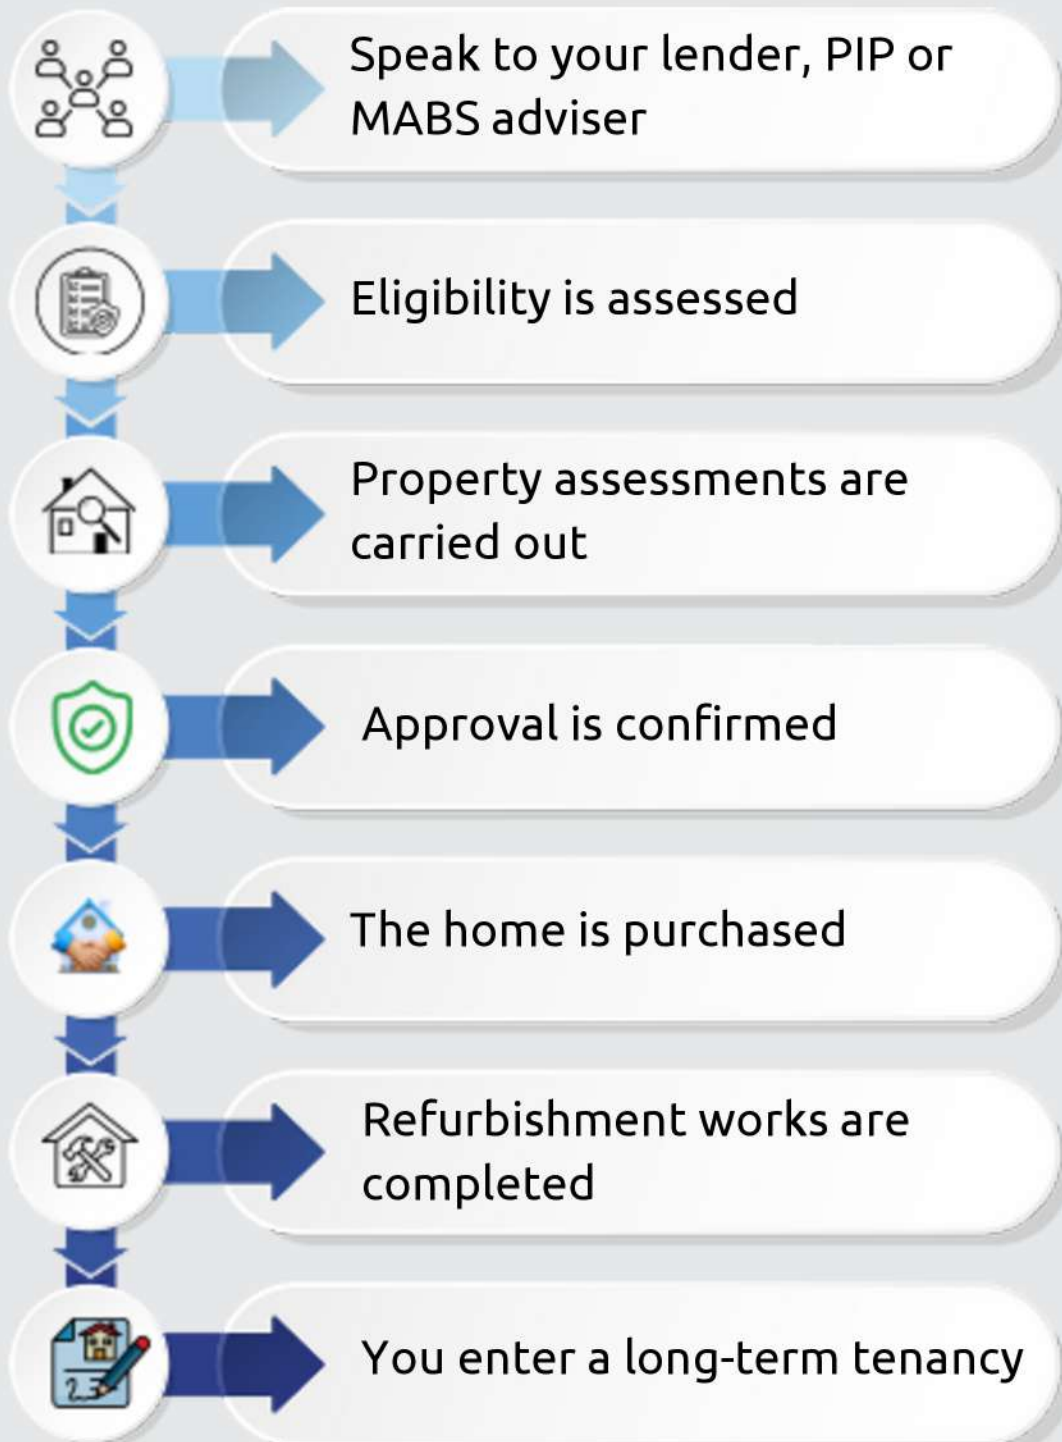 Speak to your lender, PIP or
MABS adviser
Eligibility is assessed
Property assessments are
carried out
Approval is confirmed
The home is purchased
Refurbishment works are
completed
You enter a long-term tenancy